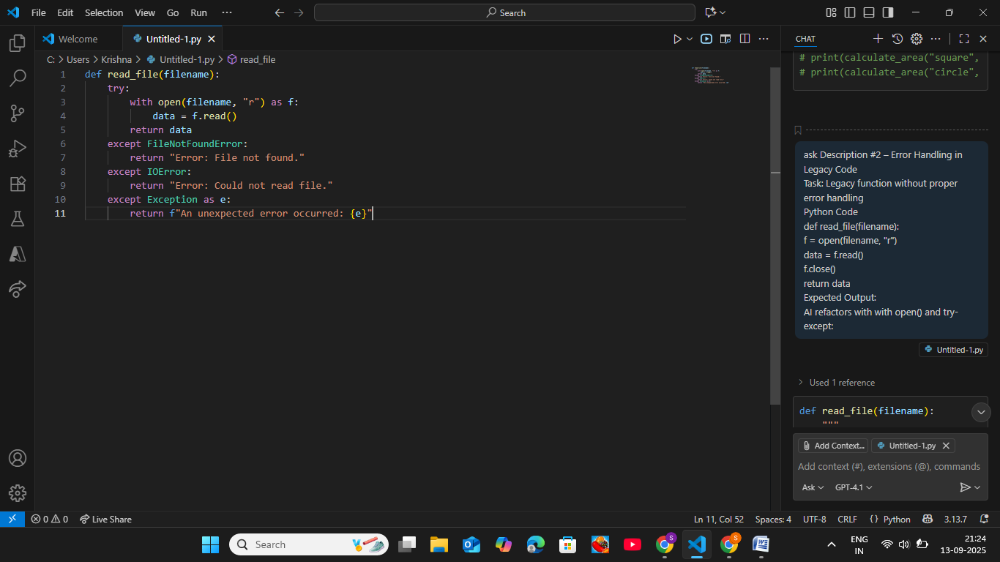 File Edit Selection View Go Run ···
Search
Welcome
Untitled-1.py
CHAT
C: > Users > Krishna > Untitled-1.py > read_file
1 def read_file(filename):
2 try:
3 with open(filename, "r") as f:
4 data = f.read()
5 return data
6 except FileNotFoundError:
7 return "Error: File not found."
8 except IOError:
9 return "Error: Could not read file."
10 except Exception as e:
11 return f"An unexpected error occurred: {e}"
# print(calculate_area("square",
# print(calculate_area("circle",
ask Description #2 – Error Handling in
Legacy Code
Task: Legacy function without proper
error handling
Python Code
def read_file(filename):
f = open(filename, "r")
data = f.read()
f.close()
return data
Expected Output:
AI refactors with with open() and try-
except:
Untitled-1.py
> Used 1 reference
def read_file(filename):
"""
Add Context...
Untitled-1.py
Add context (#), extensions (@), commands
Ask
GPT-4.1
0 0
Live Share
Ln 11, Col 52
Spaces: 4
UTF-8
CRLF
{ } Python
3.13.7
Search
S
S
ENG
IN
21:24
13-09-2025